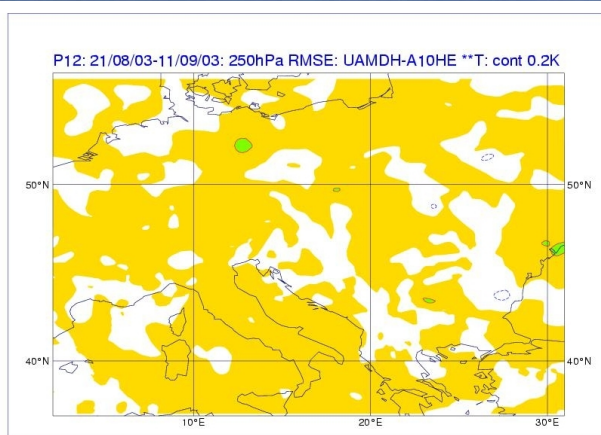 P12: 21/08/03-11/09/03: 250hPa RMSE: UAMDH-A10HE **T: cont 0.2K
50°N 50°N
40°N 40°N
10°E 20°E 30°E